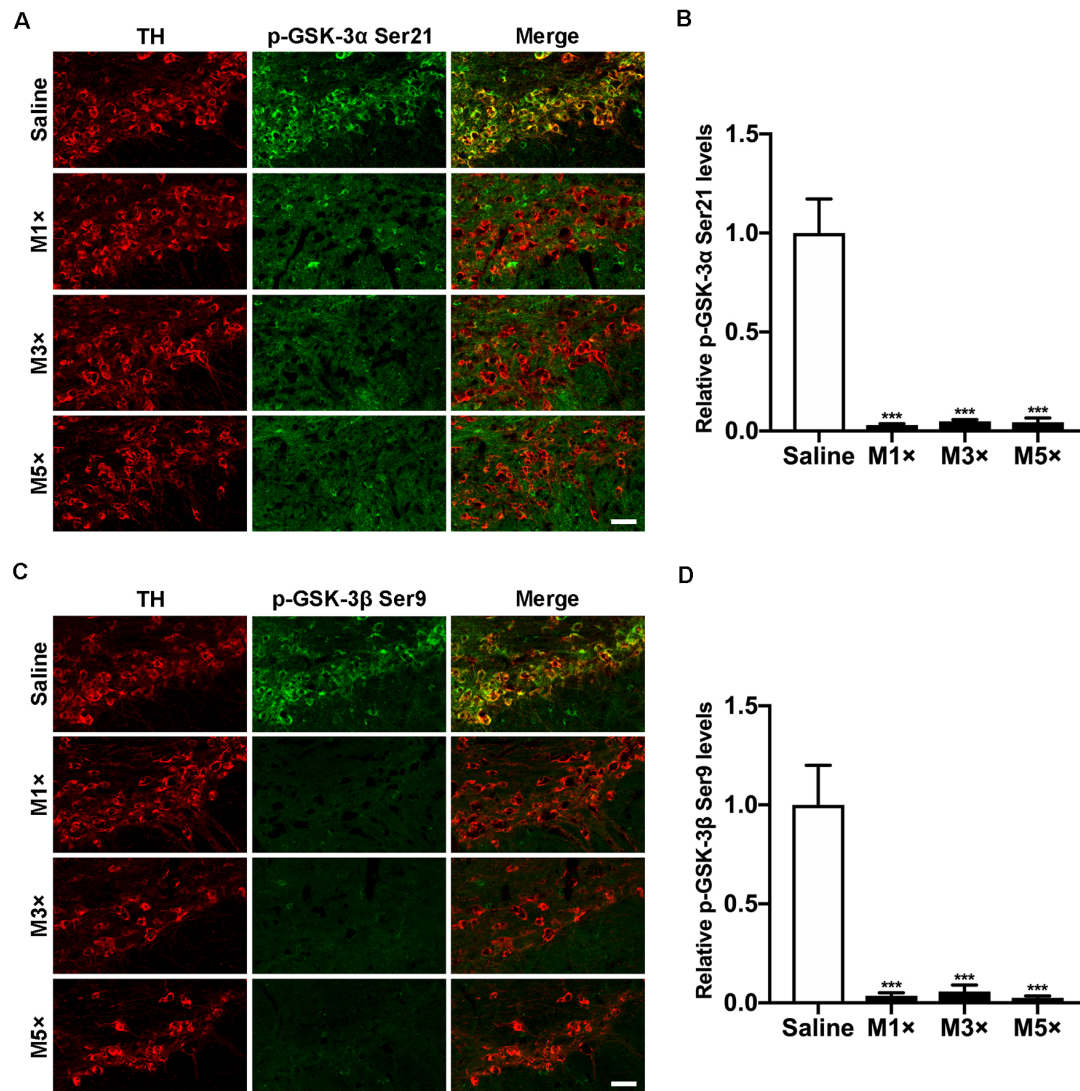 A
TH p-GSK-3α Ser21 Merge
Saline
M1×
M3×
M5×
B
Relative p-GSK-3α Ser21 levels
1.5
1.0
0.5
0.0
*** *** ***
Saline M1× M3× M5×
C
TH p-GSK-3β Ser9 Merge
Saline
M1×
M3×
M5×
D
Relative p-GSK-3β Ser9 levels
1.5
1.0
0.5
0.0
*** *** ***
Saline M1× M3× M5×